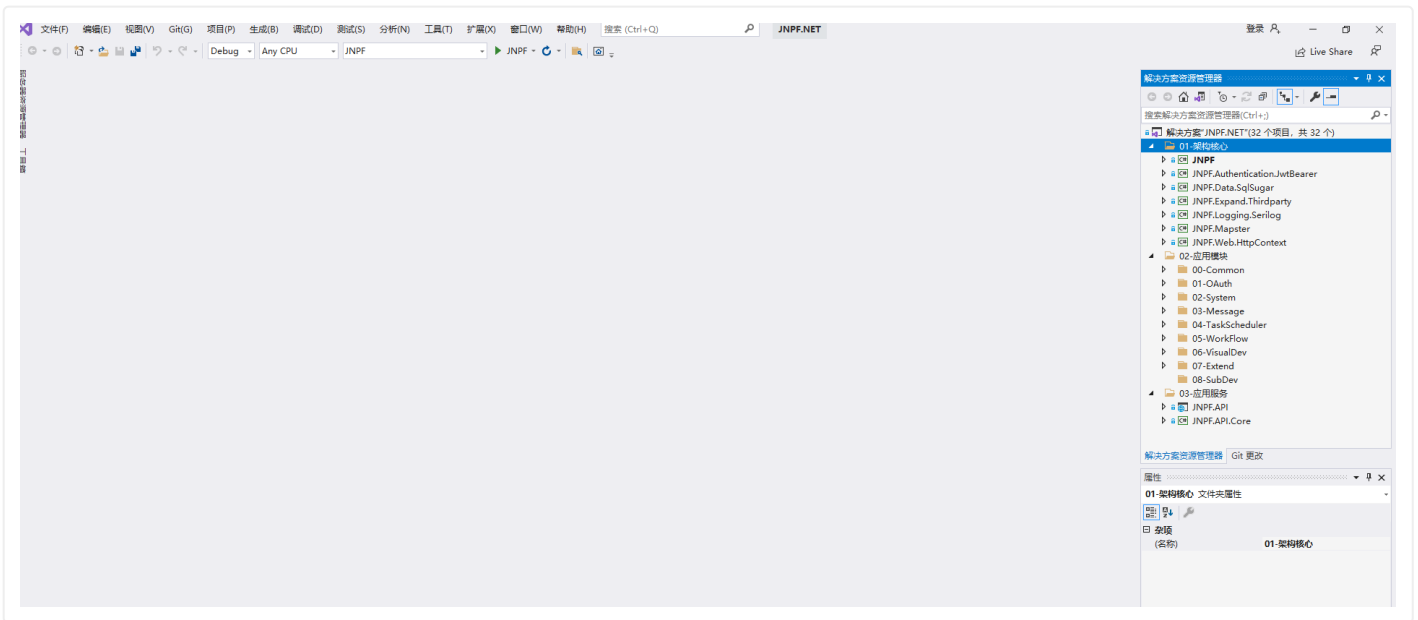 文件(F) 编辑(E) 视图(V) Git(G) 项目(P) 生成(B) 调试(D) 测试(S) 分析(N) 工具(T) 扩展(X) 窗口(W) 帮助(H) 搜索 (Ctrl+Q) JNPF.NET 登录
Debug Any CPU JNPF JNPF Live Share
解决方案资源管理器
搜索解决方案资源管理器(Ctrl+;)
解决方案"JNPF.NET"(32 个项目，共 32 个)
01-架构核心
JNPF
JNPF.Authentication.JwtBearer
JNPF.Data.SqlSugar
JNPF.Expand.Thirdparty
JNPF.Logging.Serilog
JNPF.Mapster
JNPF.Web.HttpContext
02-应用模块
00-Common
01-OAuth
02-System
03-Message
04-TaskScheduler
05-WorkFlow
06-VisualDev
07-Extend
08-SubDev
03-应用服务
JNPF.API
JNPF.API.Core
解决方案资源管理器 Git 更改
属性
01-架构核心 文件夹属性
杂项
(名称) 01-架构核心